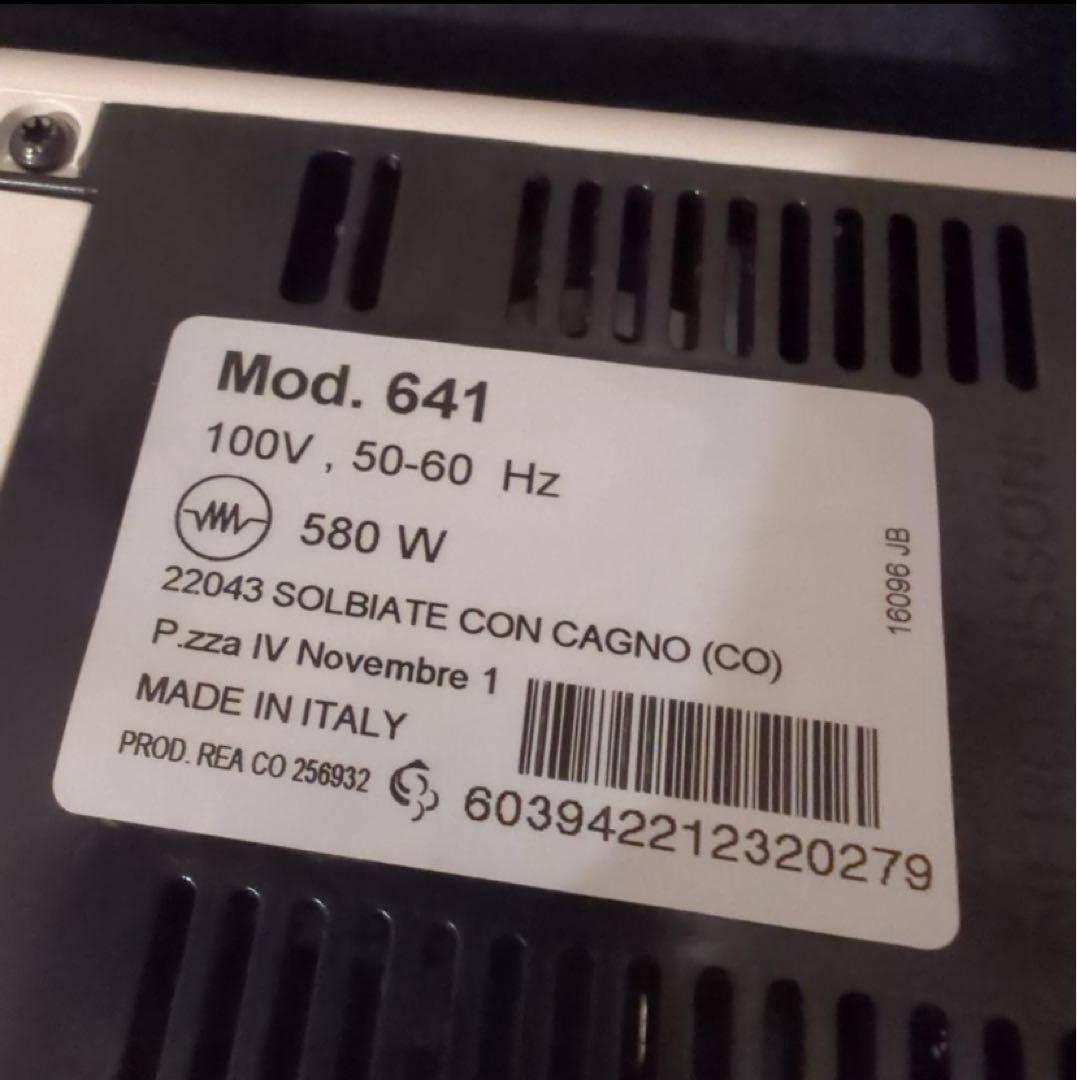 Mod. 641
100V , 50-60 Hz
580 W
22043 SOLBIATE CON CAGNO (CO)
P.zza IV Novembre 1
MADE IN ITALY
PROD. REA CO 256932
603942212320279
16096 JB